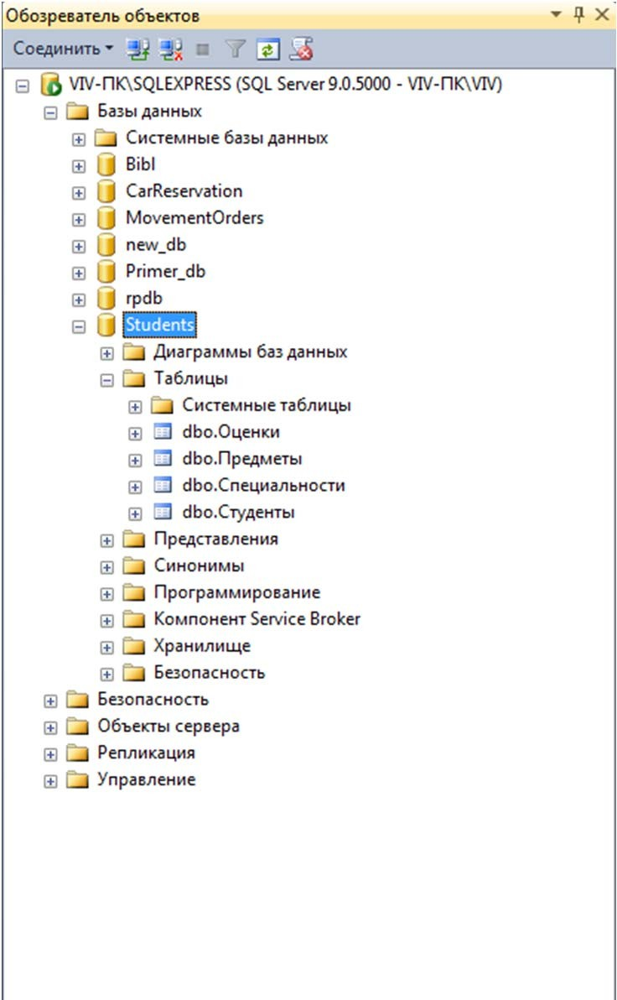 Обозреватель объектов
Соединить
VIV-ПК\SQLEXPRESS (SQL Server 9.0.5000 - VIV-ПК\VIV)
Базы данных
Системные базы данных
Bibl
CarReservation
MovementOrders
new_db
Primer_db
rpdb
Students
Диаграммы баз данных
Таблицы
Системные таблицы
dbo.Оценки
dbo.Предметы
dbo.Специальности
dbo.Студенты
Представления
Синонимы
Программирование
Компонент Service Broker
Хранилище
Безопасность
Безопасность
Объекты сервера
Репликация
Управление